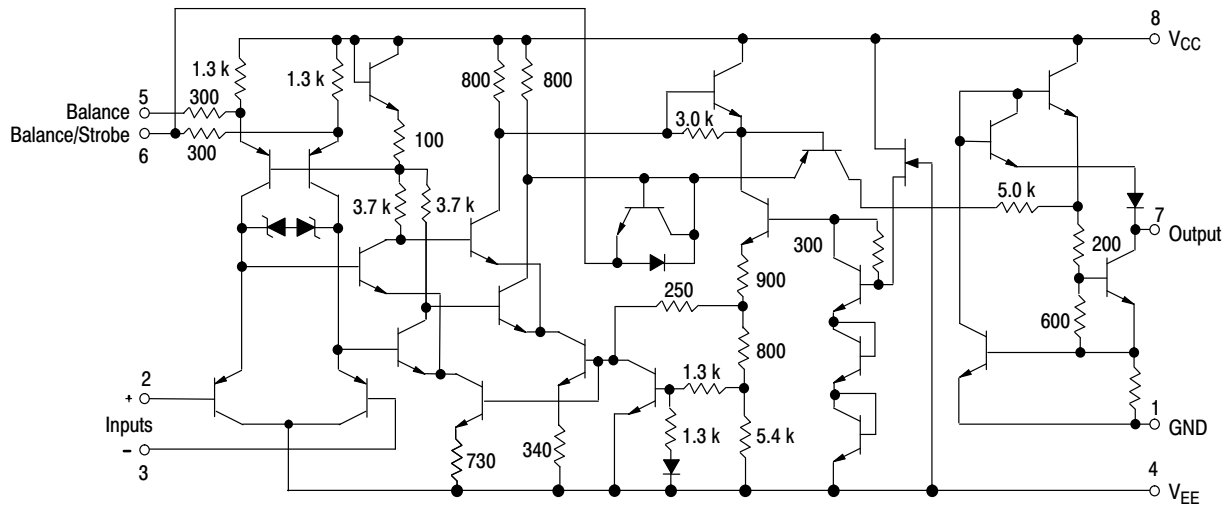 8
VCC
1.3 k
1.3 k
800
800
Balance
5
300
3.0 k
Balance/Strobe
6
300
100
3.7 k
3.7 k
5.0 k
7
Output
300
200
900
250
600
800
2
+
1.3 k
Inputs
1.3 k
1
GND
-
3
730
340
5.4 k
4
VEE